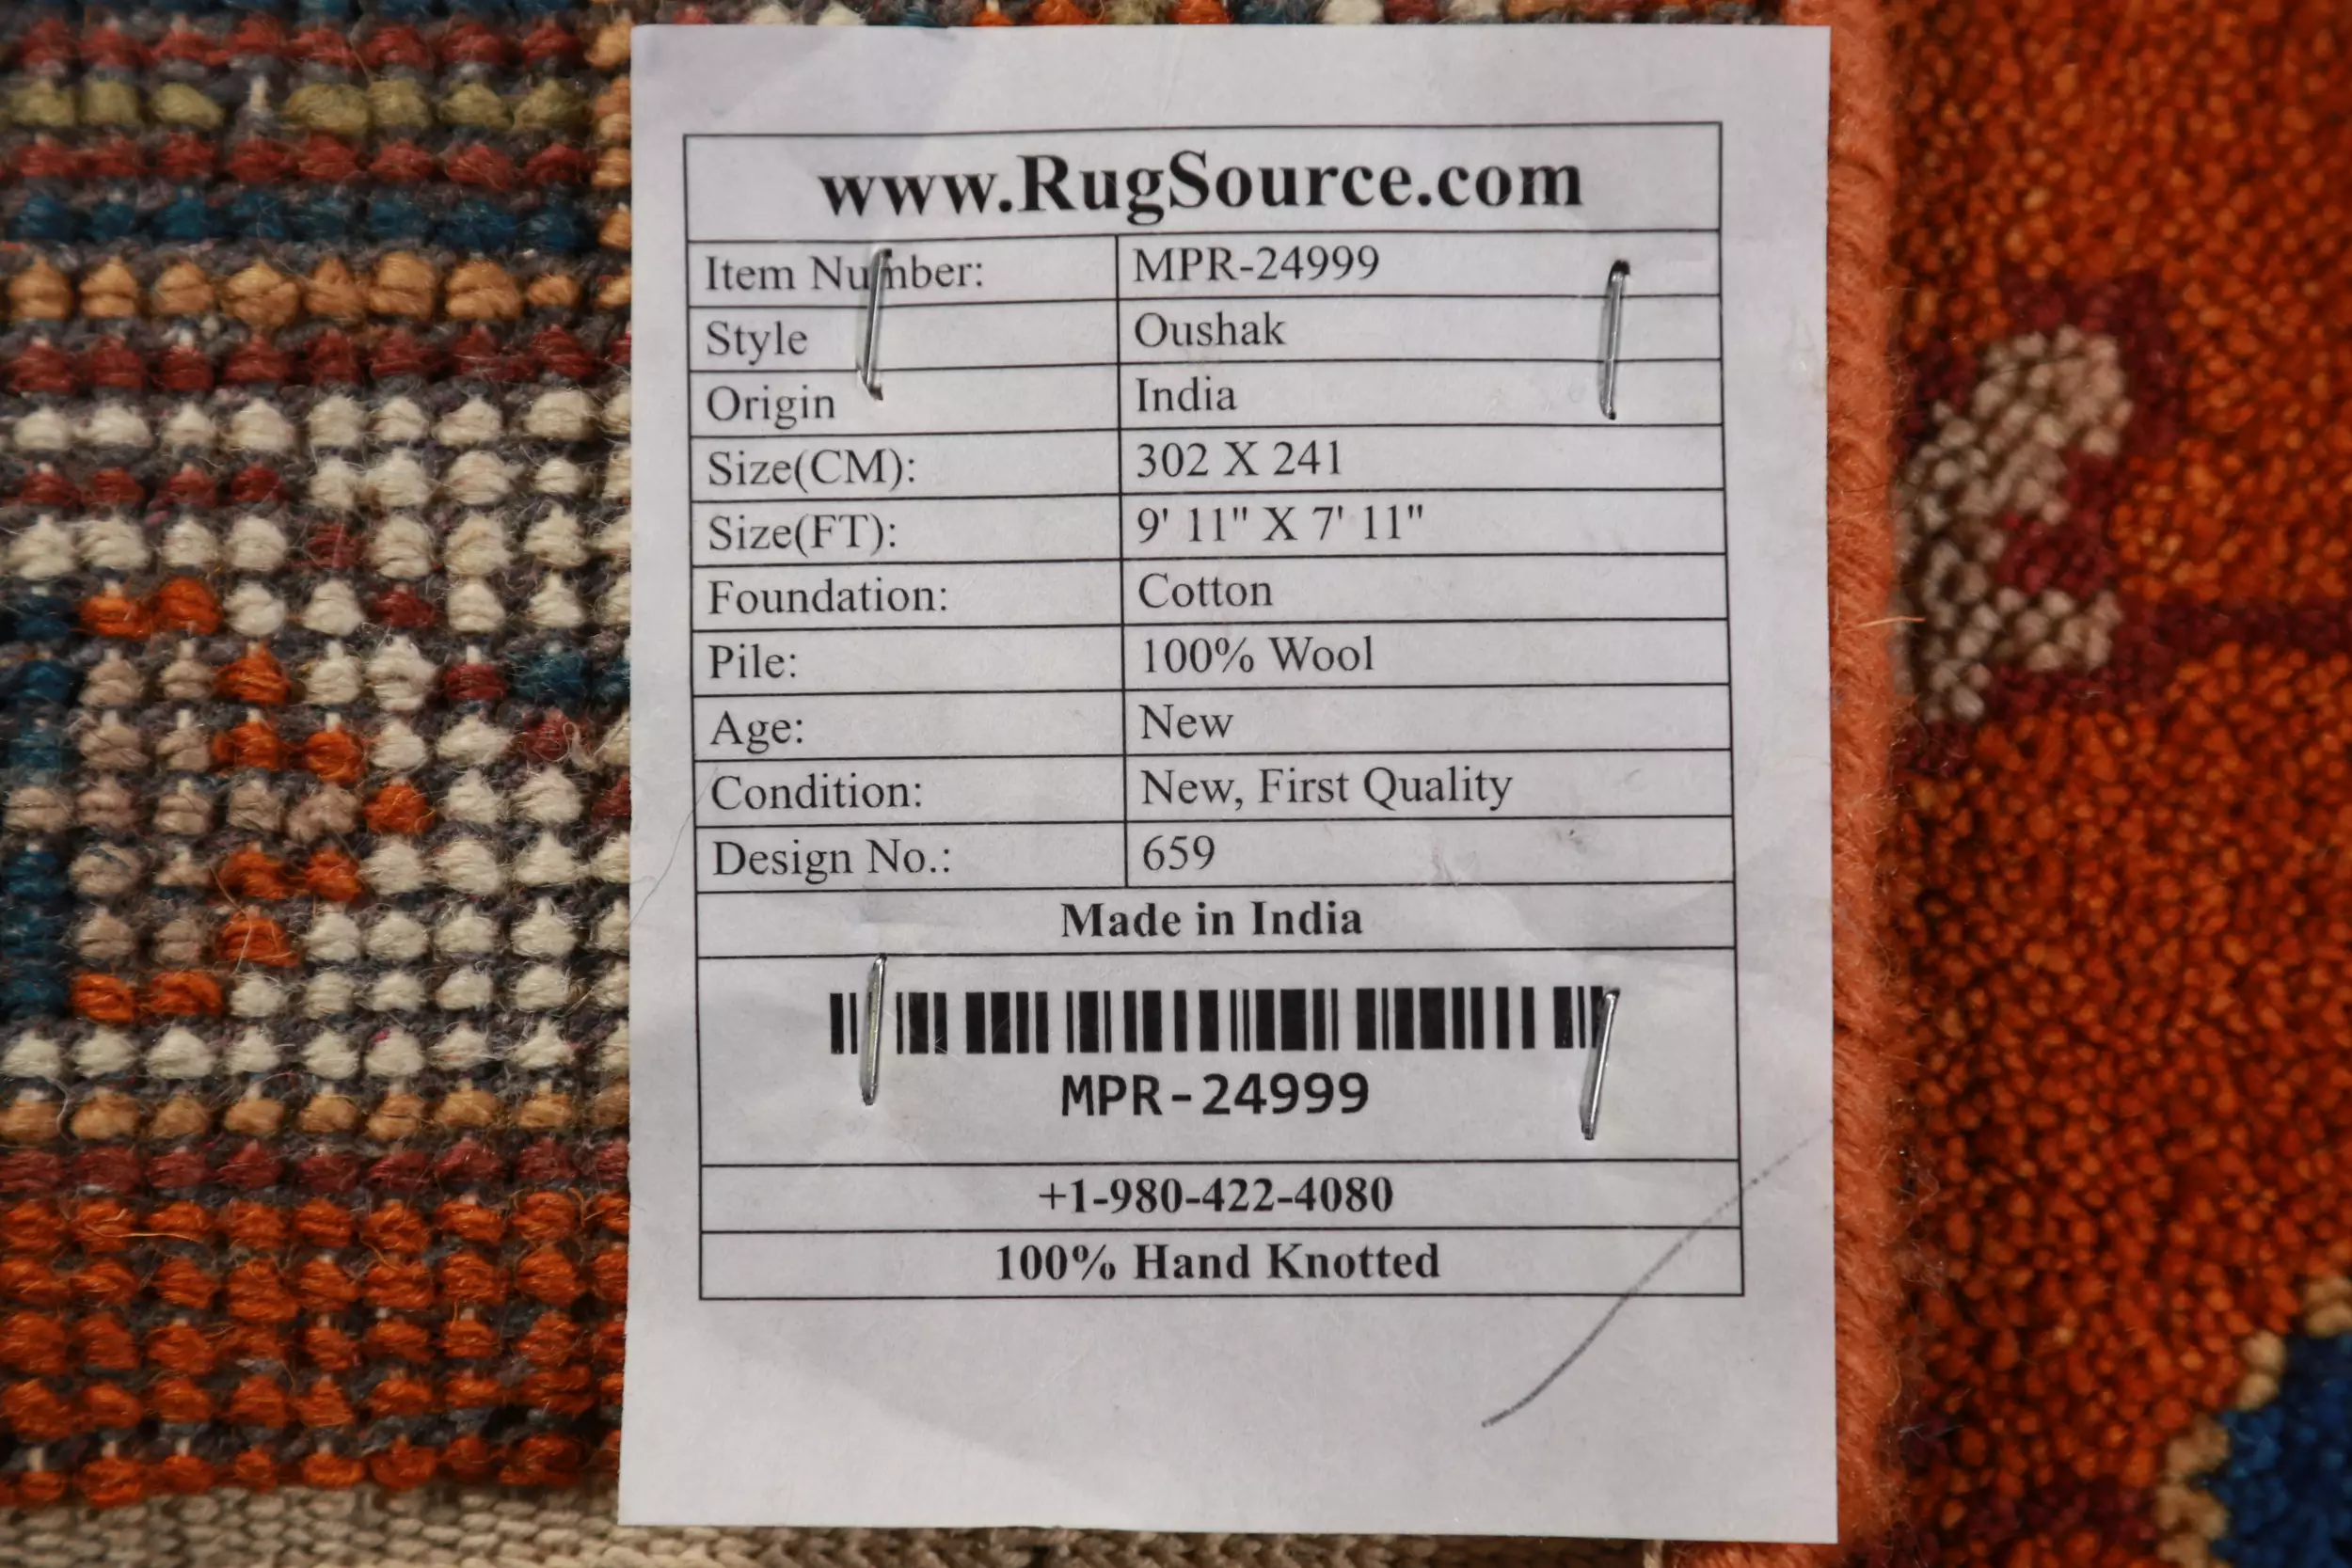 www.RugSource.com
Item Number: MPR-24999
Style Oushak
Origin India
Size(CM): 302 X 241
Size(FT): 9' 11" X 7' 11"
Foundation: Cotton
Pile: 100% Wool
Age: New
Condition: New, First Quality
Design No.: 659
Made in India
MPR-24999
+1-980-422-4080
100% Hand Knotted